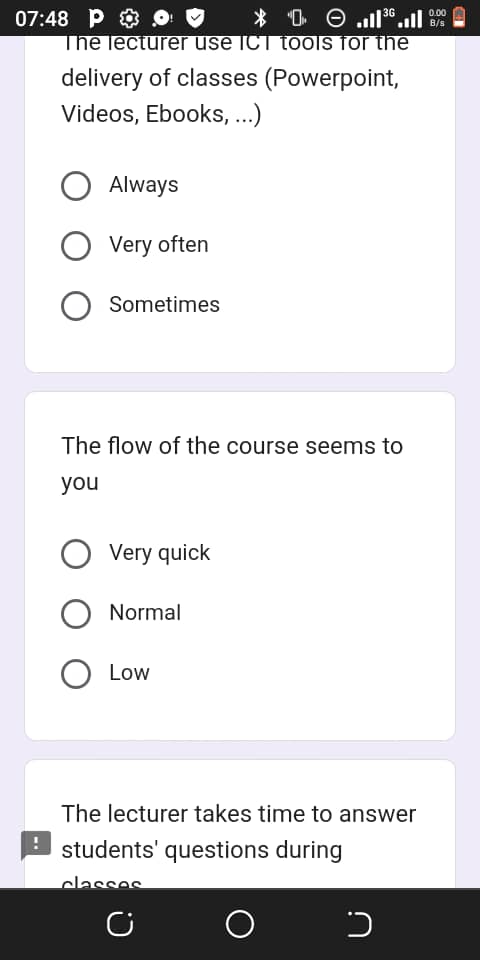 07:48
3G
0.00
B/s
The lecturer use ICT tools for the
delivery of classes (Powerpoint,
Videos, Ebooks, ...)
Always
Very often
Sometimes
The flow of the course seems to
you
Very quick
Normal
Low
The lecturer takes time to answer
students' questions during
classes